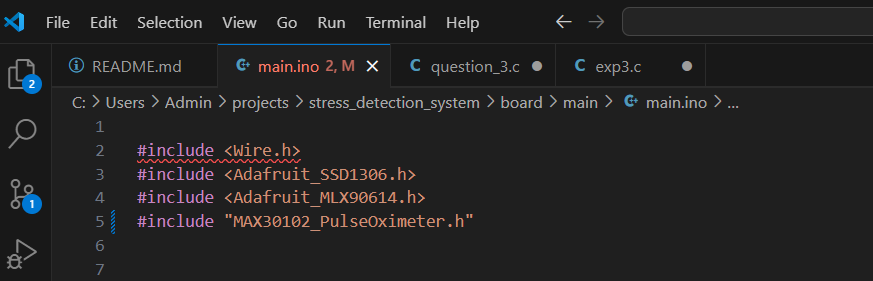 File Edit Selection View Go Run Terminal Help
README.md main.ino 2, M question_3.c exp3.c
C: > Users > Admin > projects > stress_detection_system > board > main > main.ino > ...
1
2 #include <Wire.h>
3 #include <Adafruit_SSD1306.h>
4 #include <Adafruit_MLX90614.h>
5 #include "MAX30102_PulseOximeter.h"
6
7
2
1